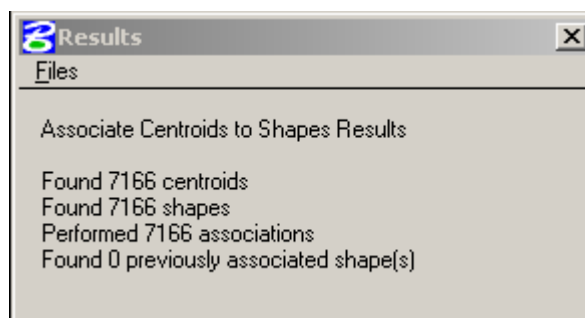 Results
Files
Associate Centroids to Shapes Results
Found 7166 centroids
Found 7166 shapes
Performed 7166 associations
Found 0 previously associated shape(s)